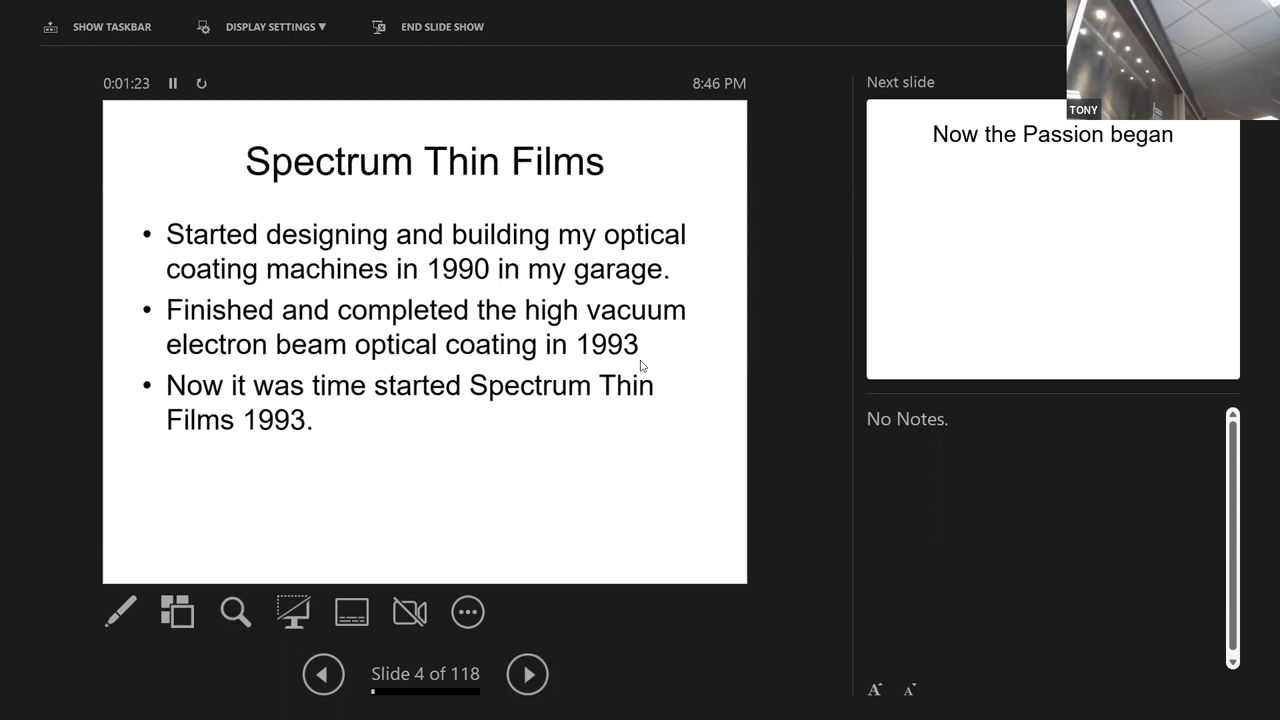 SHOW TASKBAR
DISPLAY SETTINGS ▼
END SLIDE SHOW
0:01:23
8:46 PM
Next slide
TONY
Spectrum Thin Films
• Started designing and building my optical
coating machines in 1990 in my garage.
• Finished and completed the high vacuum
electron beam optical coating in 1993
• Now it was time started Spectrum Thin
Films 1993.
Now the Passion began
No Notes.
Slide 4 of 118
A A